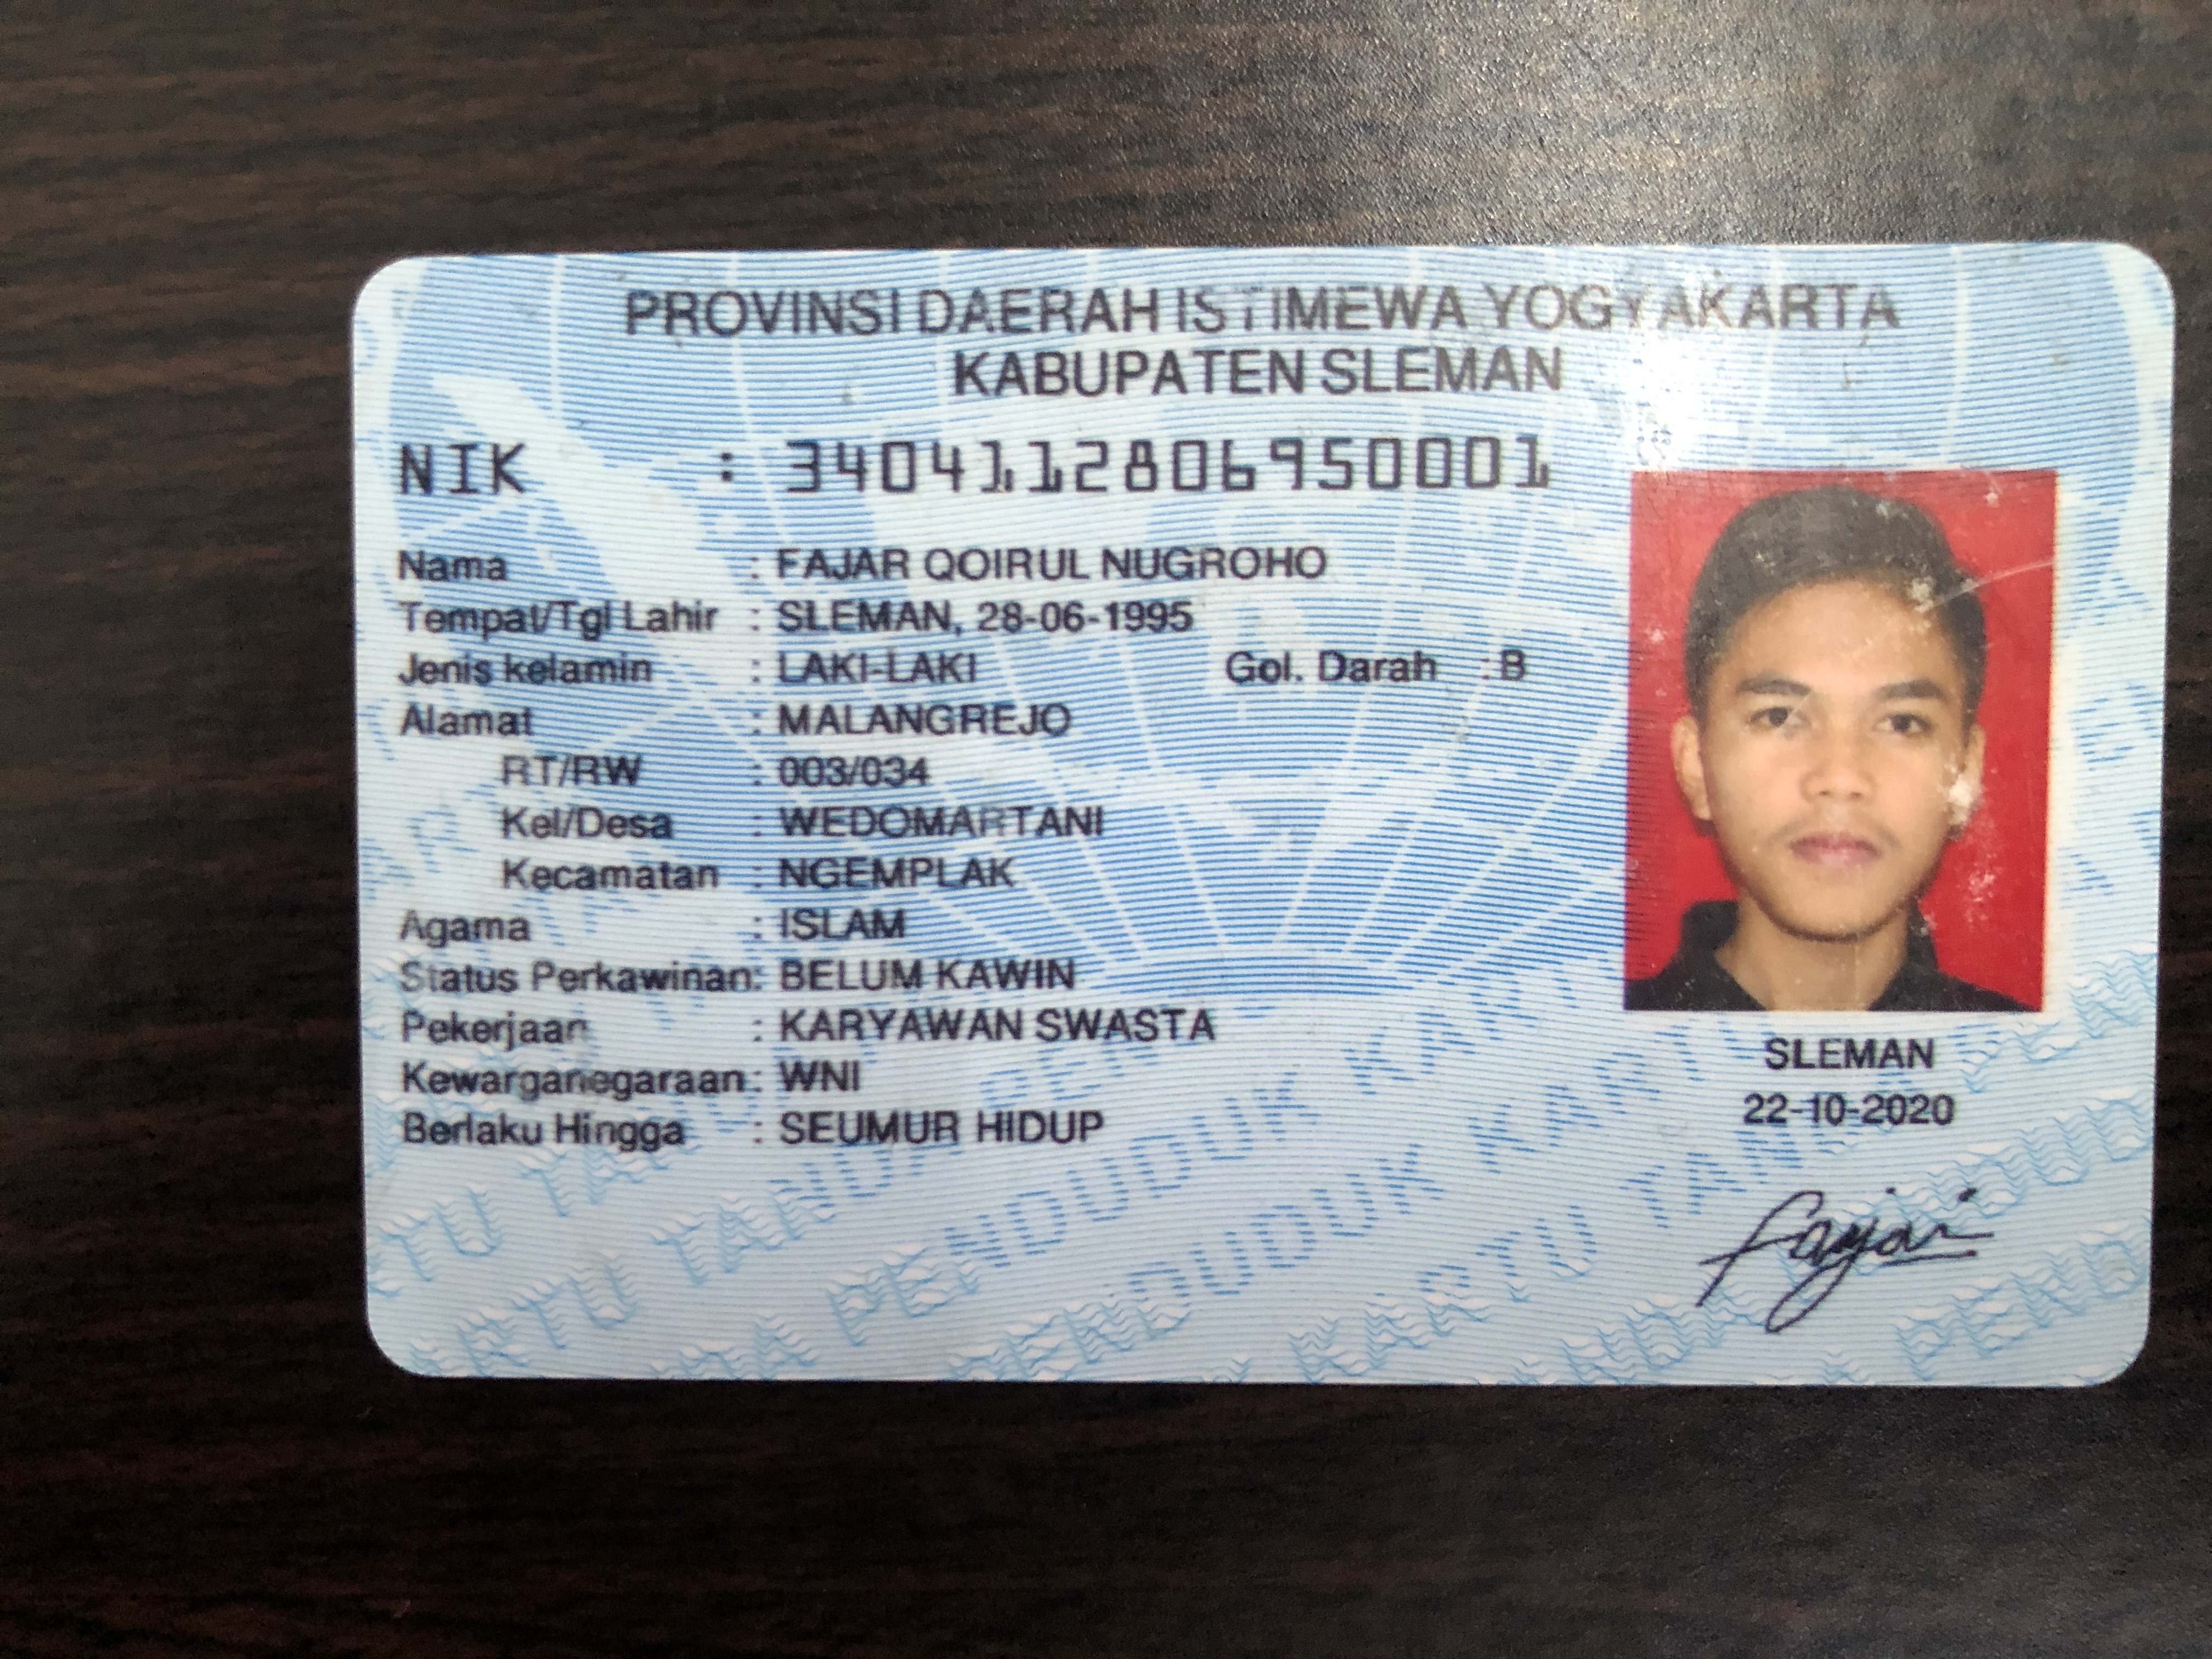 PROVINSI DAERAH ISTIMEWA YOGYAKARTA
KABUPATEN SLEMAN
NIK : 3404112806950001
Nama : FAJAR QOIRUL NUGROHO
Tempat/Tgl Lahir : SLEMAN, 28-06-1995
Jenis kelamin : LAKI-LAKI Gol. Darah : B
Alamat : MALANGREJO
RT/RW : 003/034
Kel/Desa : WEDOMARTANI
Kecamatan : NGEMPLAK
Agama : ISLAM
Status Perkawinan: BELUM KAWIN
Pekerjaan : KARYAWAN SWASTA
Kewarganegaraan: WNI
Berlaku Hingga : SEUMUR HIDUP
SLEMAN
22-10-2020